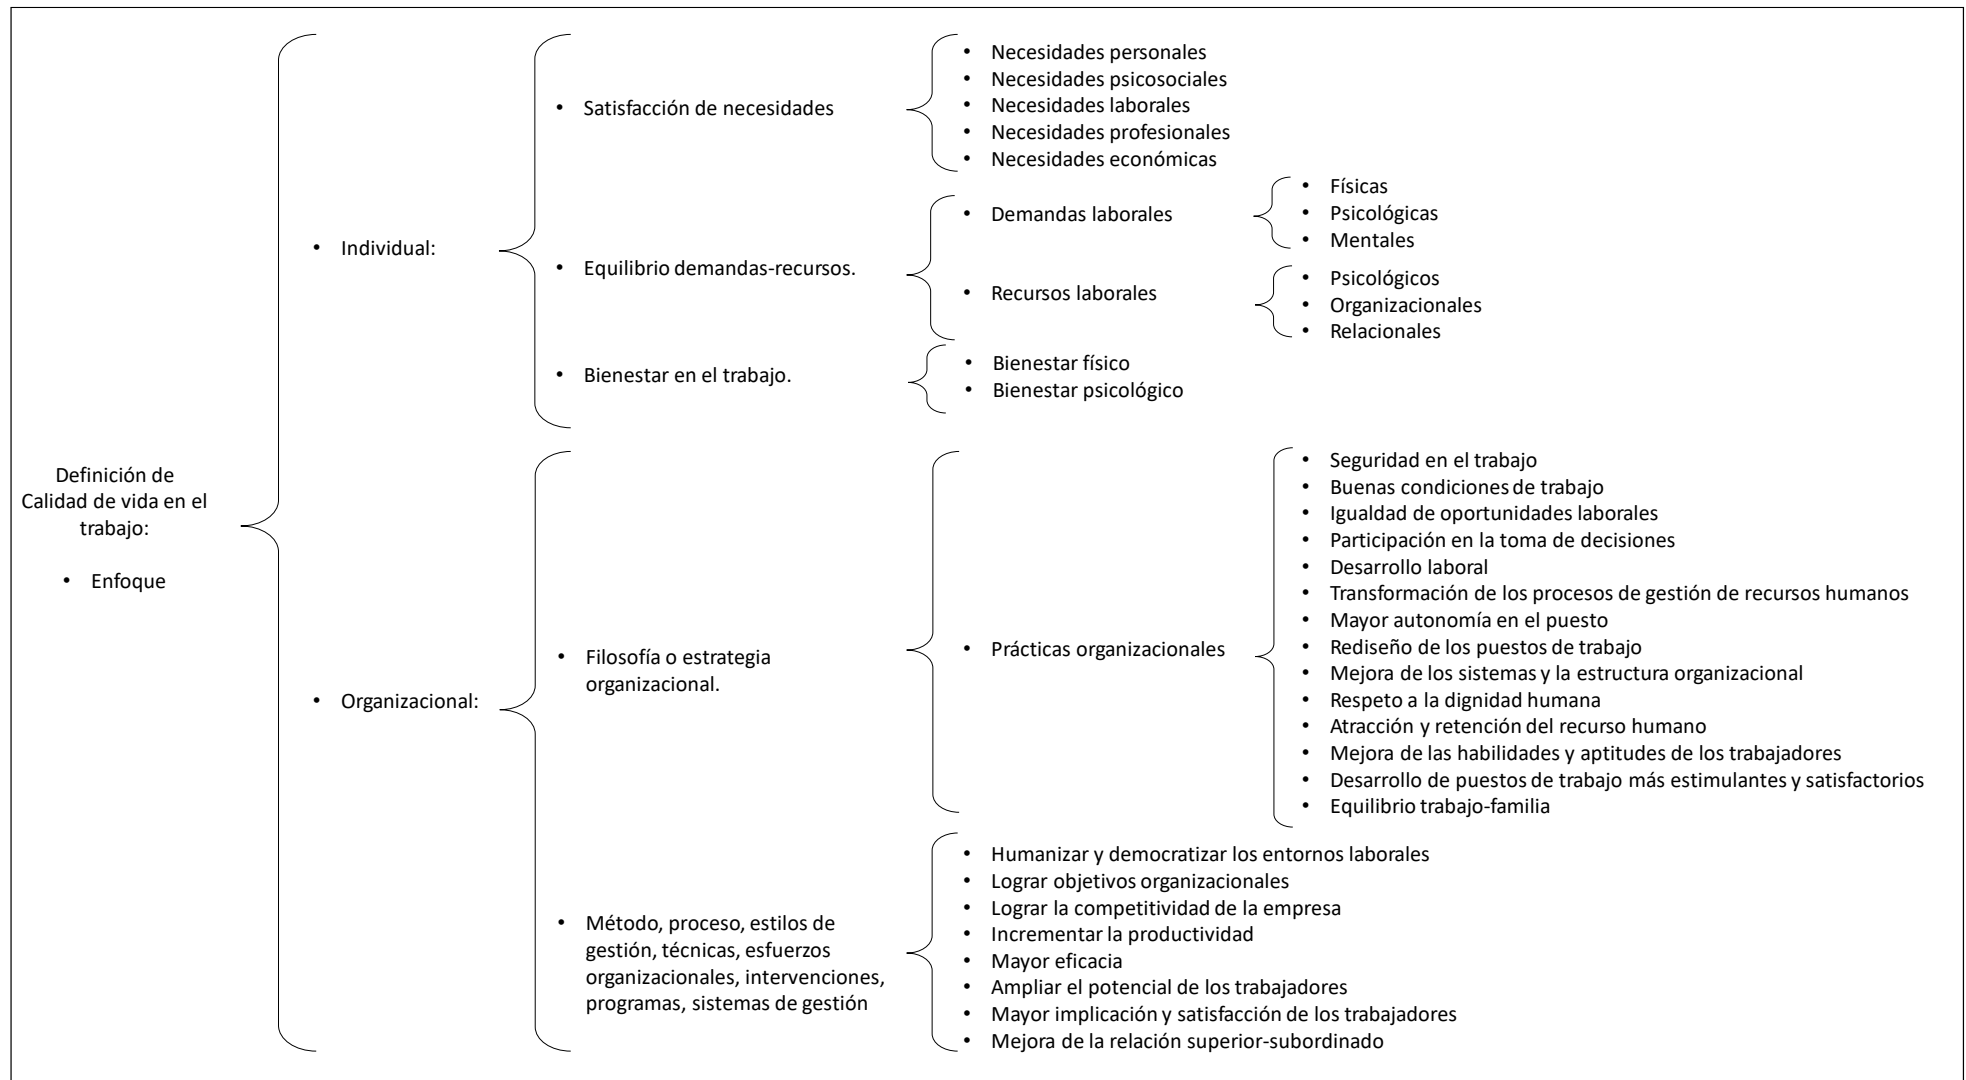 Definición de
Calidad de vida en el
trabajo:
• Enfoque
• Individual:
• Satisfacción de necesidades
• Necesidades personales
• Necesidades psicosociales
• Necesidades laborales
• Necesidades profesionales
• Necesidades económicas
• Equilibrio demandas-recursos.
• Demandas laborales
• Físicas
• Psicológicas
• Mentales
• Recursos laborales
• Psicológicos
• Organizacionales
• Relacionales
• Bienestar en el trabajo.
• Bienestar físico
• Bienestar psicológico
• Organizacional:
• Filosofía o estrategia
organizacional.
• Prácticas organizacionales
• Seguridad en el trabajo
• Buenas condiciones de trabajo
• Igualdad de oportunidades laborales
• Participación en la toma de decisiones
• Desarrollo laboral
• Transformación de los procesos de gestión de recursos humanos
• Mayor autonomía en el puesto
• Rediseño de los puestos de trabajo
• Mejora de los sistemas y la estructura organizacional
• Respeto a la dignidad humana
• Atracción y retención del recurso humano
• Mejora de las habilidades y aptitudes de los trabajadores
• Desarrollo de puestos de trabajo más estimulantes y satisfactorios
• Equilibrio trabajo-familia
• Método, proceso, estilos de
gestión, técnicas, esfuerzos
organizacionales, intervenciones,
programas, sistemas de gestión
• Humanizar y democratizar los entornos laborales
• Lograr objetivos organizacionales
• Lograr la competitividad de la empresa
• Incrementar la productividad
• Mayor eficacia
• Ampliar el potencial de los trabajadores
• Mayor implicación y satisfacción de los trabajadores
• Mejora de la relación superior-subordinado